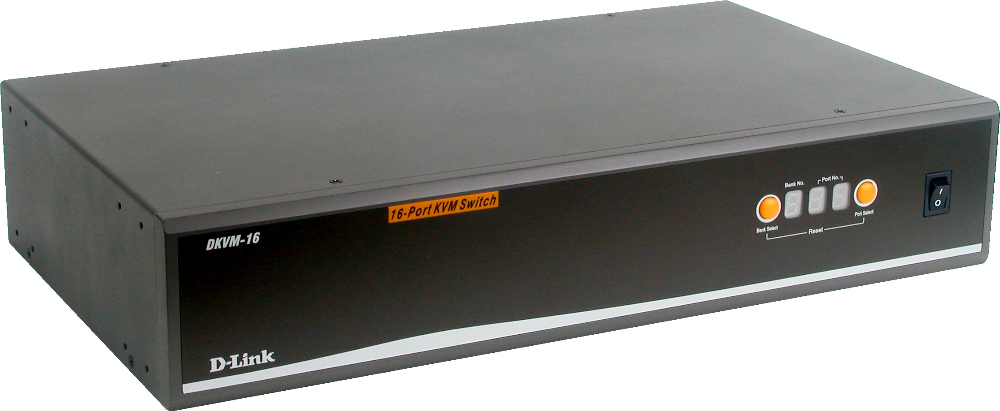 16-Port KVM Switch
DKVM-16
Bank No.
Port No.
Bank Select
Port Select
Reset
I
O
D-Link